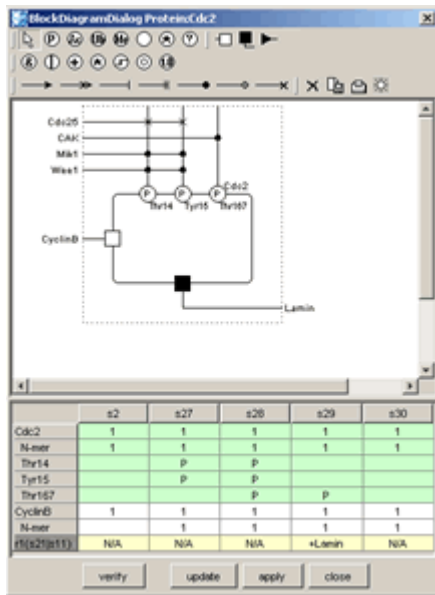 BlockDiagramDialog Protein:Cdc2
P ?
Cdc25
CAK
Mik1
Wee1
P P P Cdc2
Thr14 Tyr15 Thr167
CyclinB
Lamin
s2 s27 s28 s29 s30
Cdc2 1 1 1 1 1
N-mer 1 1 1 1 1
Thr14 P P
Tyr15 P P
Thr167 P P
CyclinB 1 1 1 1 1
N-mer 1 1 1 1
r1(s21|s11) N/A N/A N/A +Lamin N/A
verify update apply close